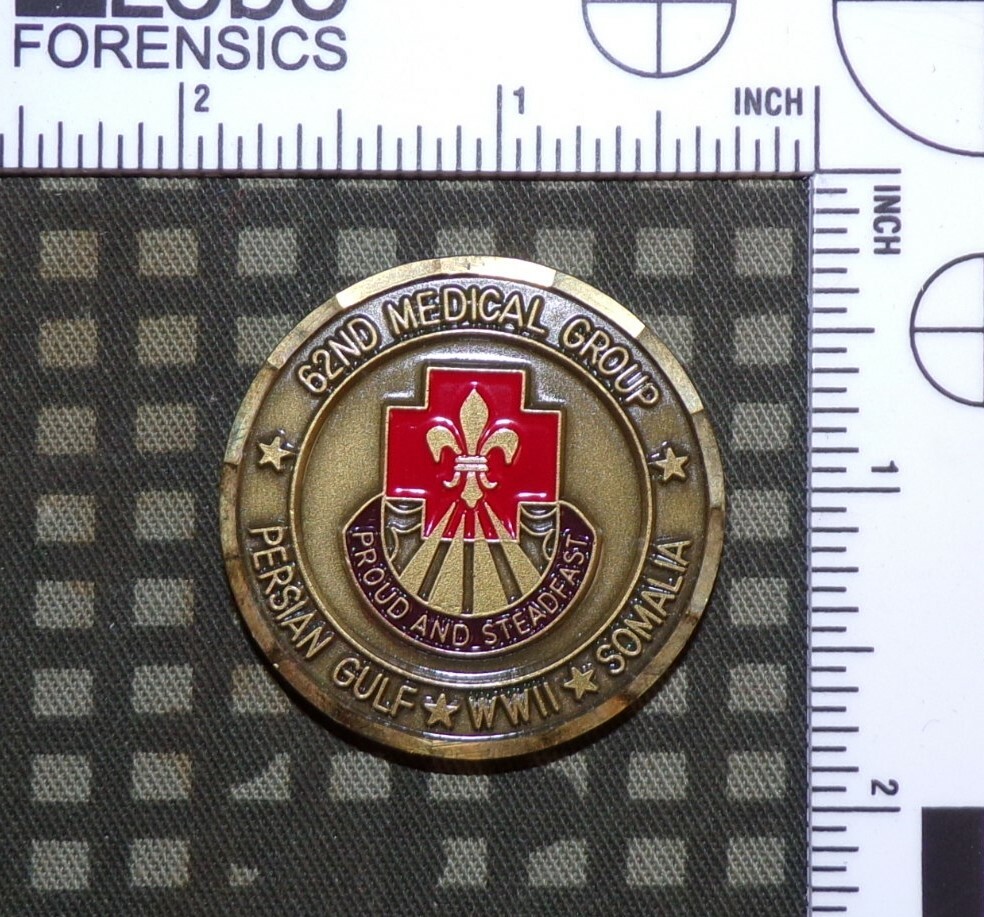 FORENSICS
2 1 INCH
INCH
1
2
62ND MEDICAL GROUP
PROUD AND STEADFAST
PERSIAN GULF ★ WWII ★ SOMALIA